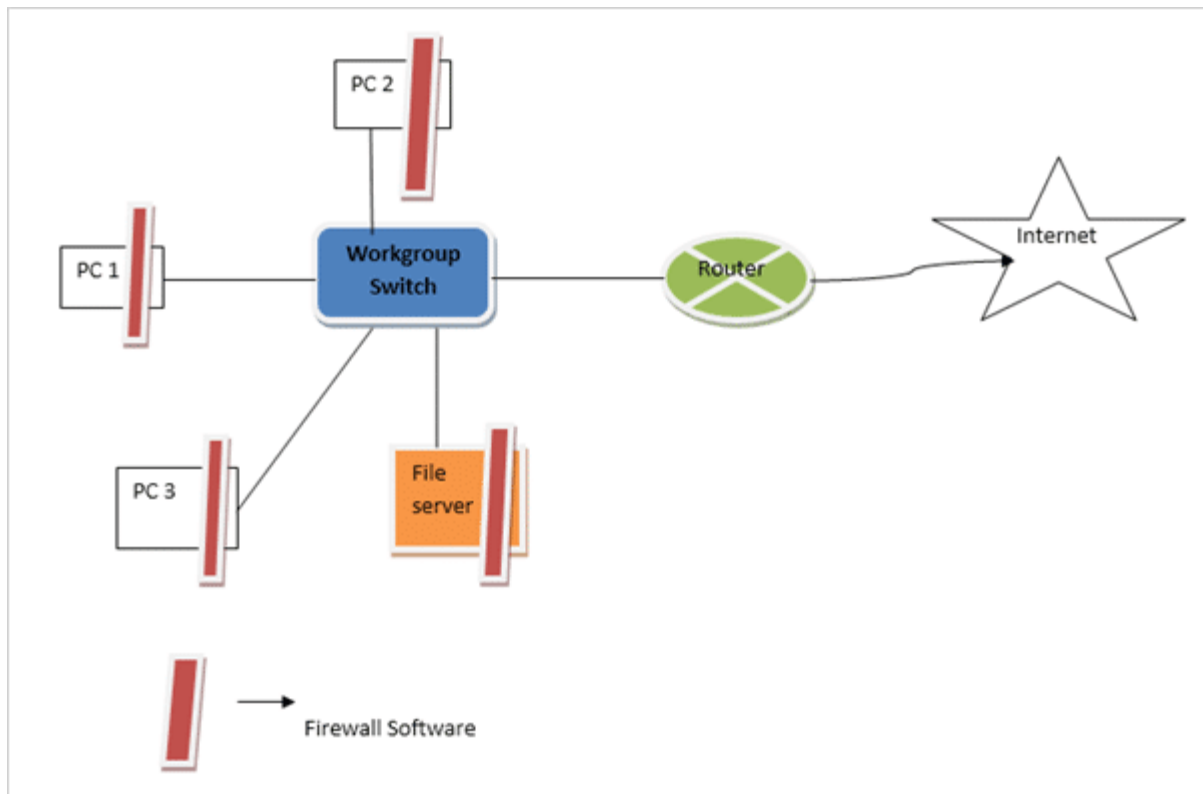 PC 2
PC 1
Workgroup
Switch
Router
Internet
PC 3
File
server
Firewall Software